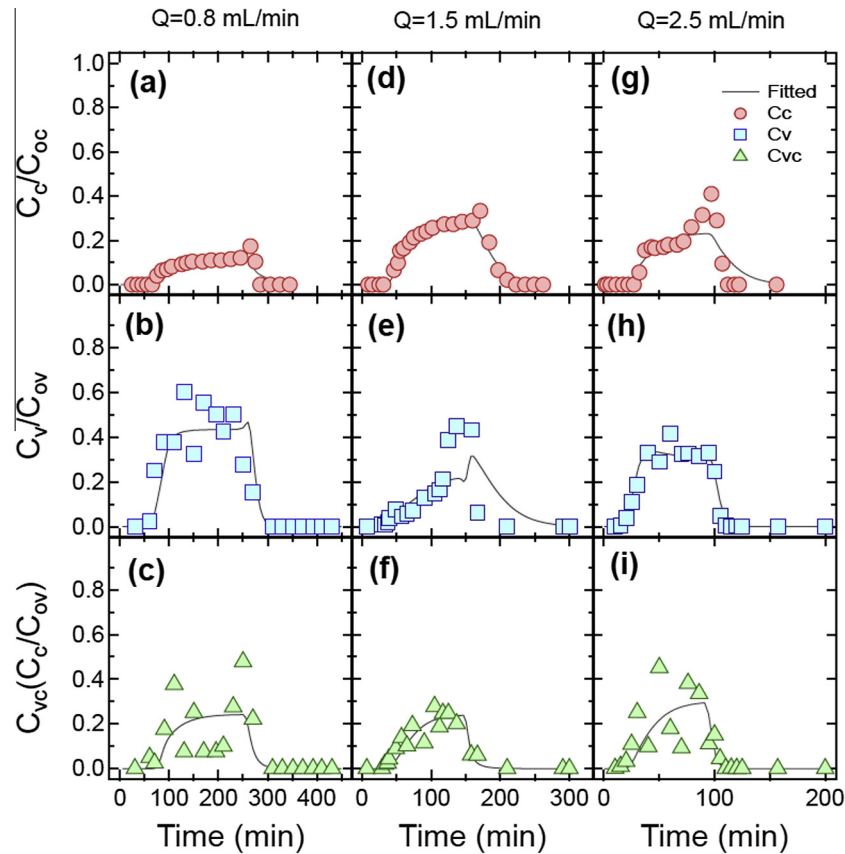 Q=0.8 mL/min
Q=1.5 mL/min
Q=2.5 mL/min
Cc/Coc
1.0
0.8
0.6
0.4
0.2
0.0
(a)
(d)
(g)
Fitted
Cc
Cv
Cvc
Cv/Cov
0.8
0.6
0.4
0.2
0.0
(b)
(e)
(h)
Cvc(Cc/Cov)
0.8
0.6
0.4
0.2
0.0
(c)
(f)
(i)
0 100 200 300 400
0 100 200 300
0 100 200
Time (min)
Time (min)
Time (min)